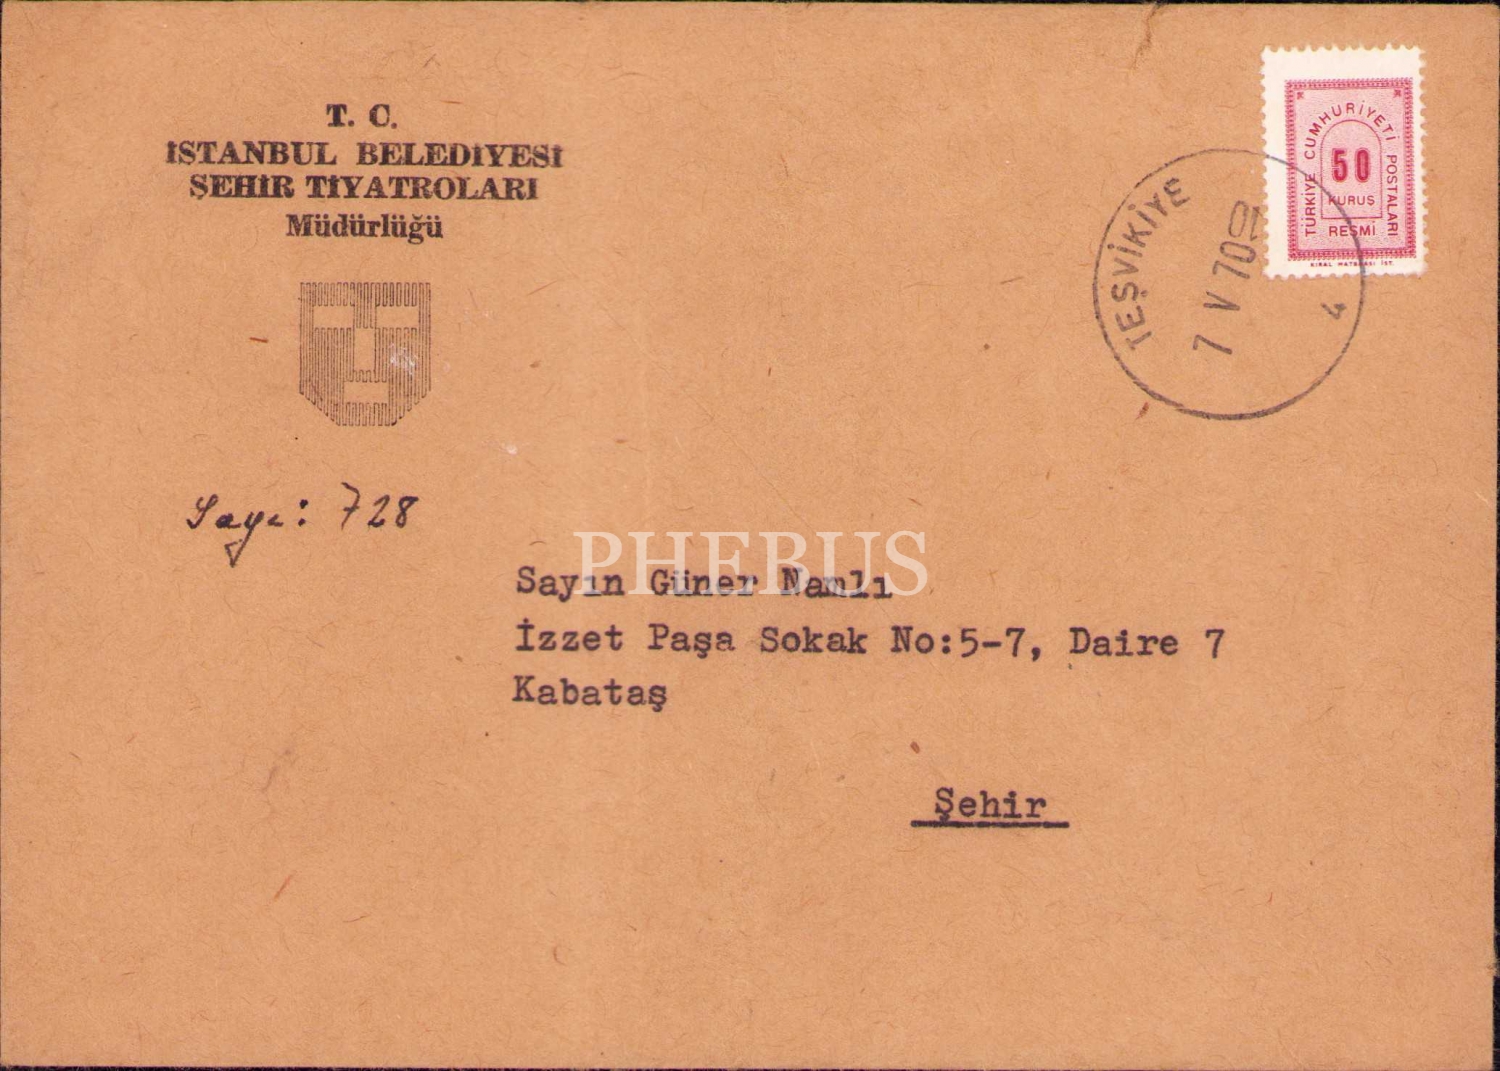 T. C.
İSTANBUL BELEDİYESİ
ŞEHİR TİYATROLARI
Müdürlüğü
TÜRKİYE CUMHURİYETİ POSTALARI
50
KURUŞ
RESMİ
TEŞVİKİYE
7 V 70
4
Sayı: 728
PHEBUS
Sayın Güner Namlı
İzzet Paşa Sokak No:5-7, Daire 7
Kabataş
Şehir